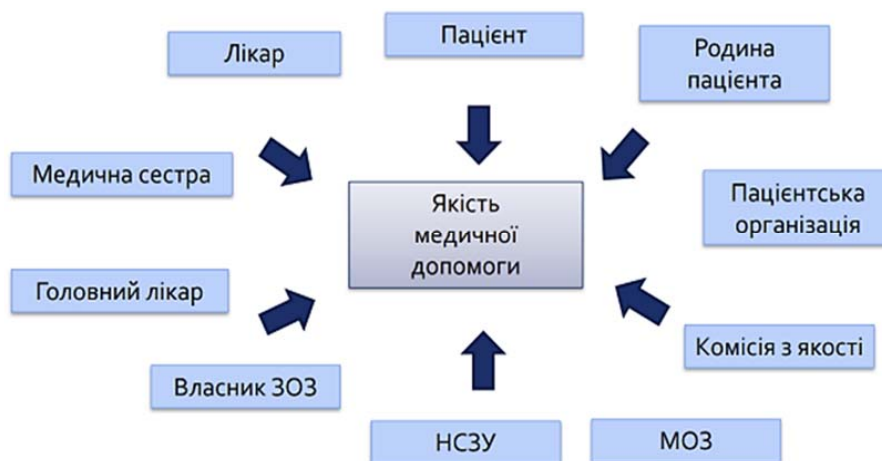 Лікар
Пацієнт
Родина
пацієнта
Медична сестра
Якість
медичної
допомоги
Пацієнтська
організація
Головний лікар
Комісія з якості
Власник ЗОЗ
НСЗУ
МОЗ